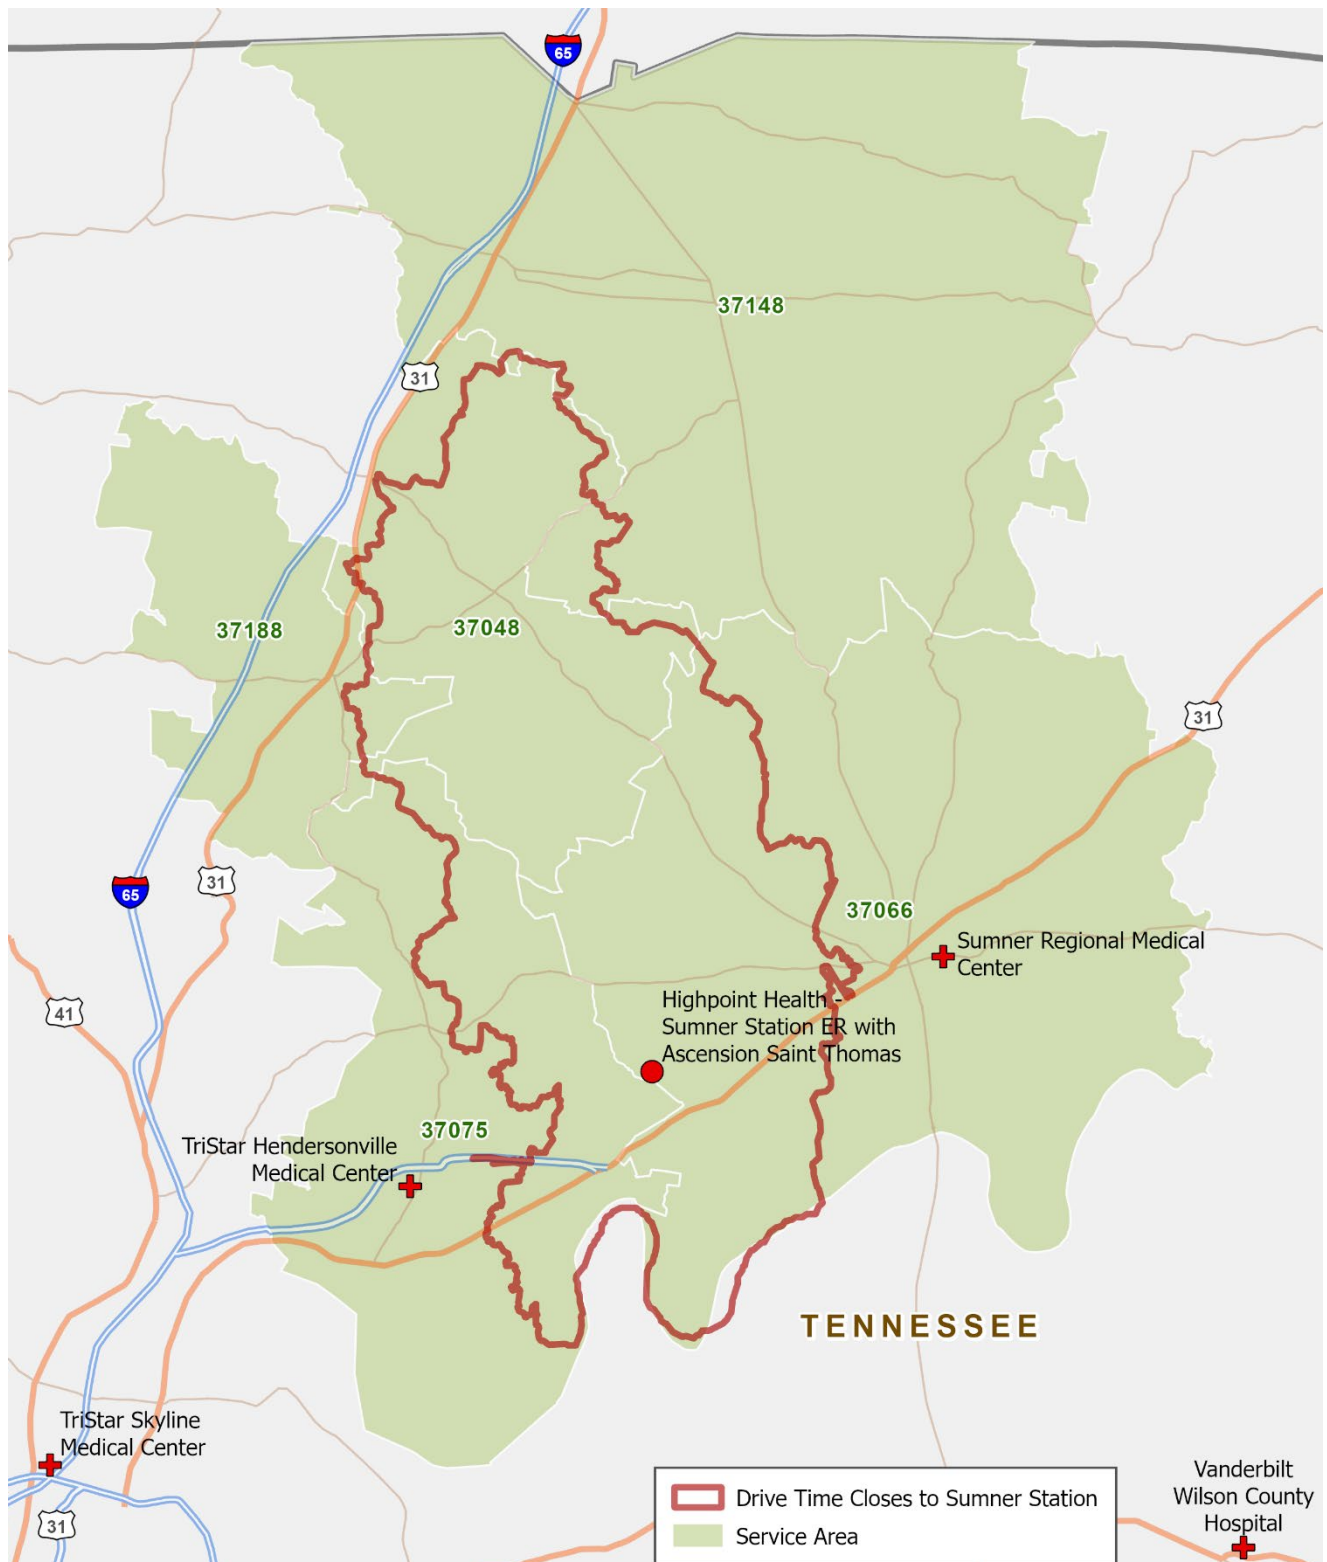 65
37148
31
37188
37048
31
65
31
37066
Sumner Regional Medical
Center
41
Highpoint Health -
Sumner Station ER with
Ascension Saint Thomas
37075
TriStar Hendersonville
Medical Center
TENNESSEE
TriStar Skyline
Medical Center
31
Vanderbilt
Wilson County
Hospital
Drive Time Closes to Sumner Station
Service Area